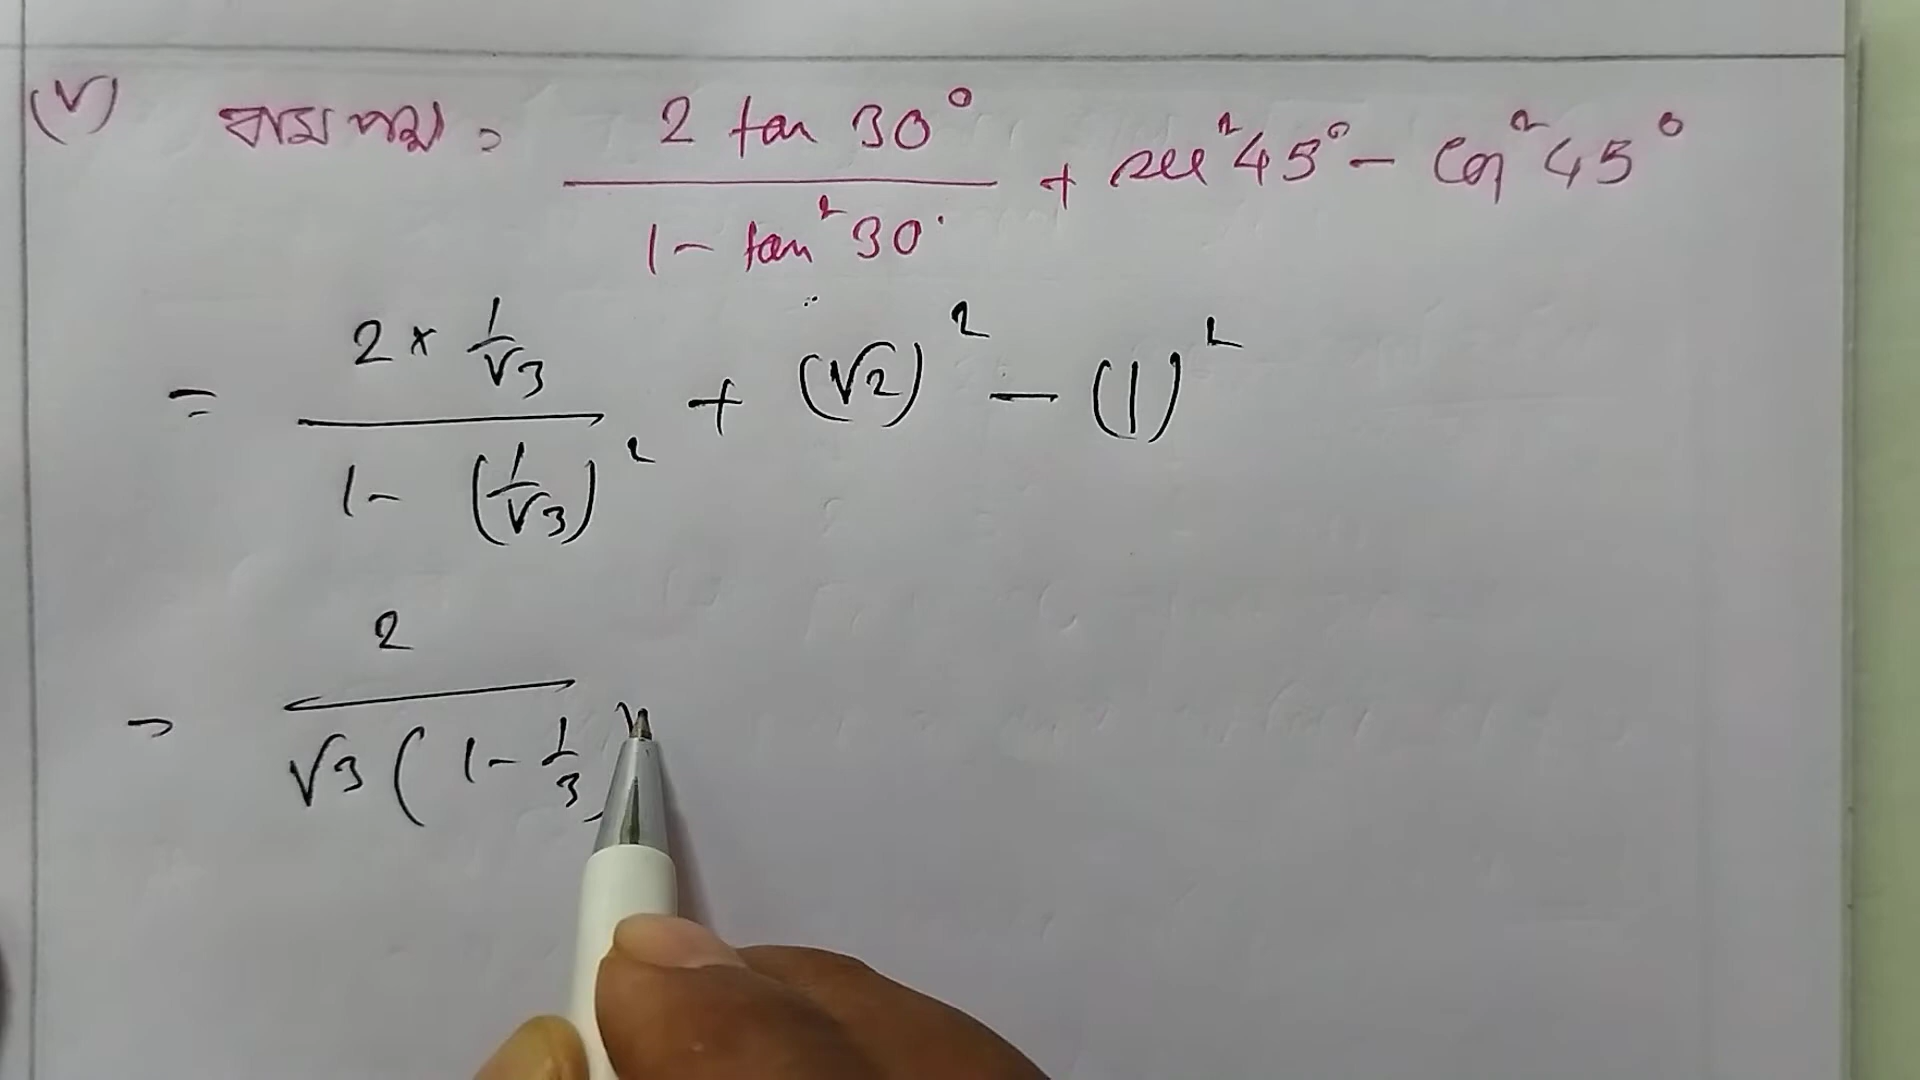 (v) বামপক্ষ = 2 tan 30° / 1 - tan² 30° + sec² 45° - cot² 45°
= 2 × 1/√3 / 1 - (1/√3)² + (√2)² - (1)²
= 2 / √3 (1 - 1/3)